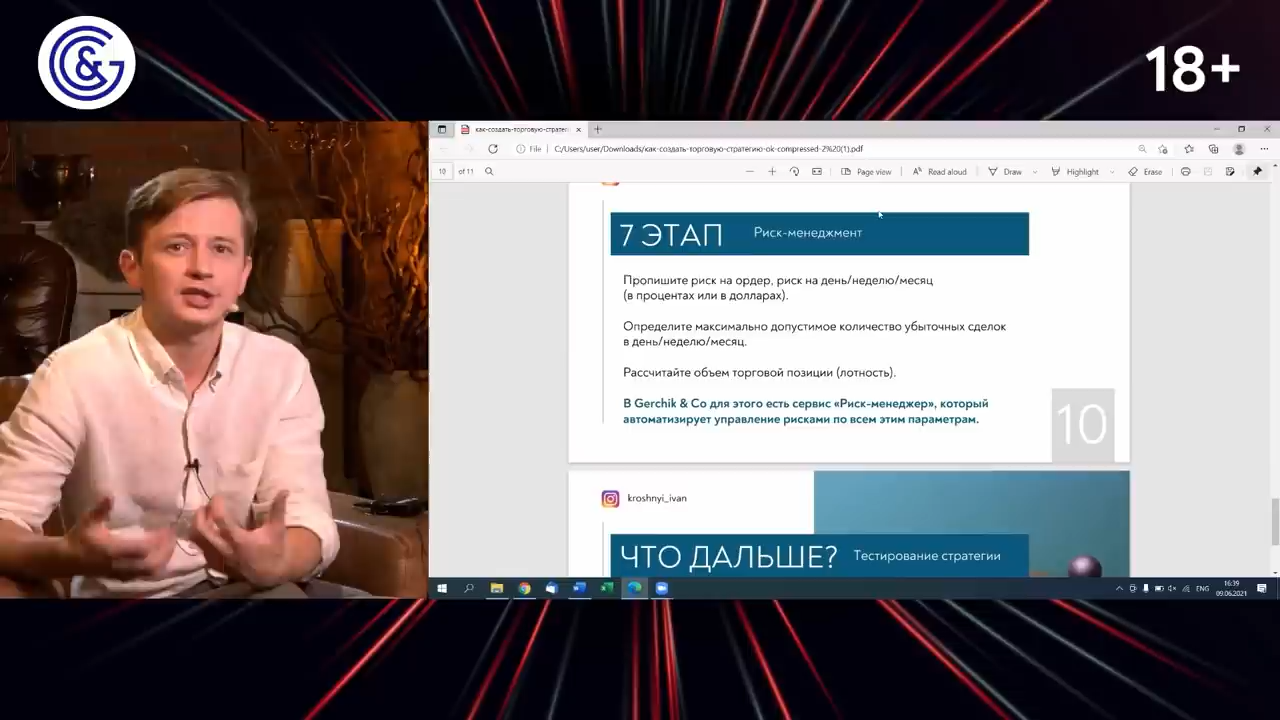 G&C
18+
как-создать-торговую-стратег
File
C:/Users/user/Downloads/как-создать-торговую-стратегию-ok-compressed-2%20(1).pdf
10 of 11
Page view
Read aloud
Draw
Highlight
Erase
7 ЭТАП Риск-менеджмент
Пропишите риск на ордер, риск на день/неделю/месяц
(в процентах или в долларах).
Определите максимально допустимое количество убыточных сделок
в день/неделю/месяц.
Рассчитайте объем торговой позиции (лотность).
В Gerchik & Co для этого есть сервис «Риск-менеджер», который
автоматизирует управление рисками по всем этим параметрам.
10
kroshnyi_ivan
ЧТО ДАЛЬШЕ? Тестирование стратегии
ENG
16:39
09.06.2021